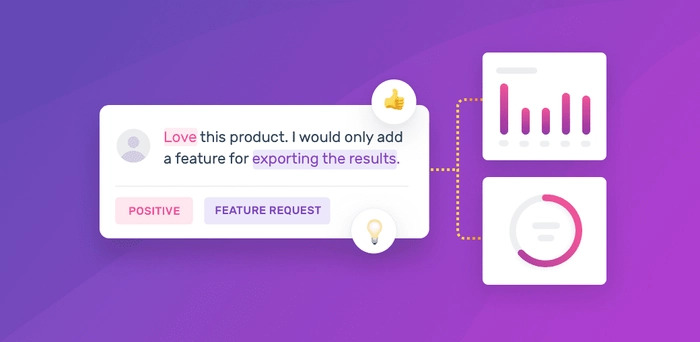 Love this product. I would only add
a feature for exporting the results.
POSITIVE
FEATURE REQUEST